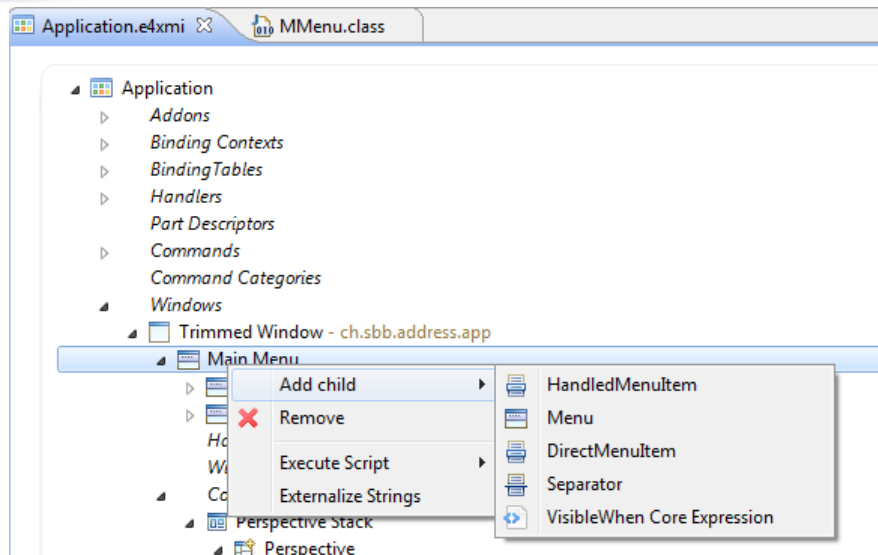 Application.e4xmi MMenu.class
Application
Addons
Binding Contexts
BindingTables
Handlers
Part Descriptors
Commands
Command Categories
Windows
Trimmed Window - ch.sbb.address.app
Main Menu
Add child
Remove
Execute Script
Externalize Strings
HandledMenuItem
Menu
DirectMenuItem
Separator
VisibleWhen Core Expression
Perspective Stack
Perspective